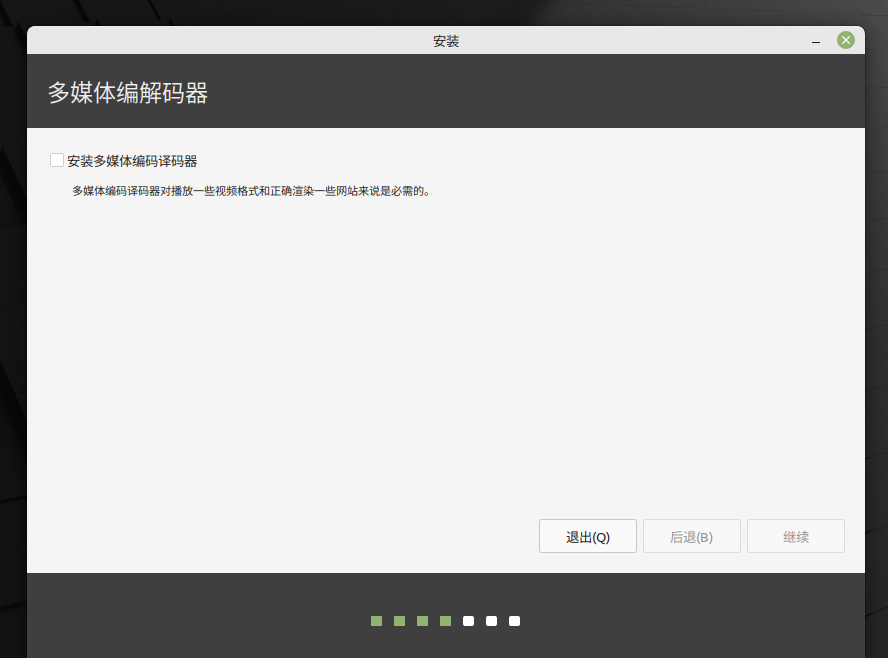 安装
多媒体编解码器
安装多媒体编码译码器
多媒体编码译码器对播放一些视频格式和正确渲染一些网站来说是必需的。
退出(Q)
后退(B)
继续